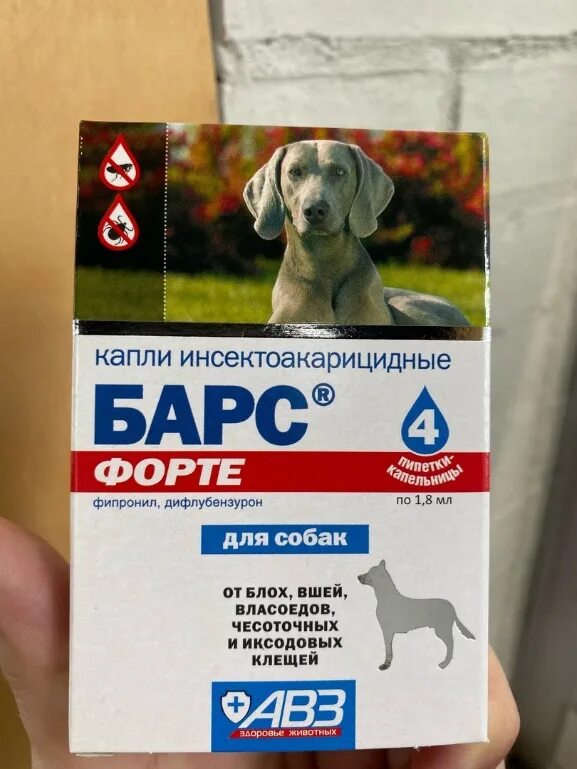 КАПЛИ ИНСЕКТОАКАРИЦИДНЫЕ
БАРС®
ФОРТЕ
фипронил, дифлубензурон
4
ПИПЕТКИ-
КАПЕЛЬНИЦЫ
по 1,8 мл
для собак
ОТ БЛОХ, ВШЕЙ,
ВЛАСОЕДОВ,
ЧЕСОТОЧНЫХ
И ИКСОДОВЫХ
КЛЕЩЕЙ
АВЗ
ЗДОРОВЬЕ ЖИВОТНЫХ